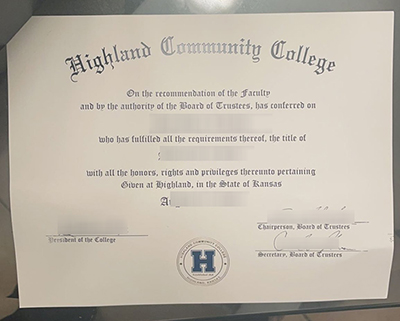 Highland Community College
On the recommendation of the Faculty
and by the authority of the Board of Trustees, has conferred on
who has fulfilled all the requirements thereof, the title of
with all the honors, rights and privileges thereunto pertaining
Given at Highland, in the State of Kansas
President of the College
Chairperson, Board of Trustees
Secretary, Board of Trustees
H